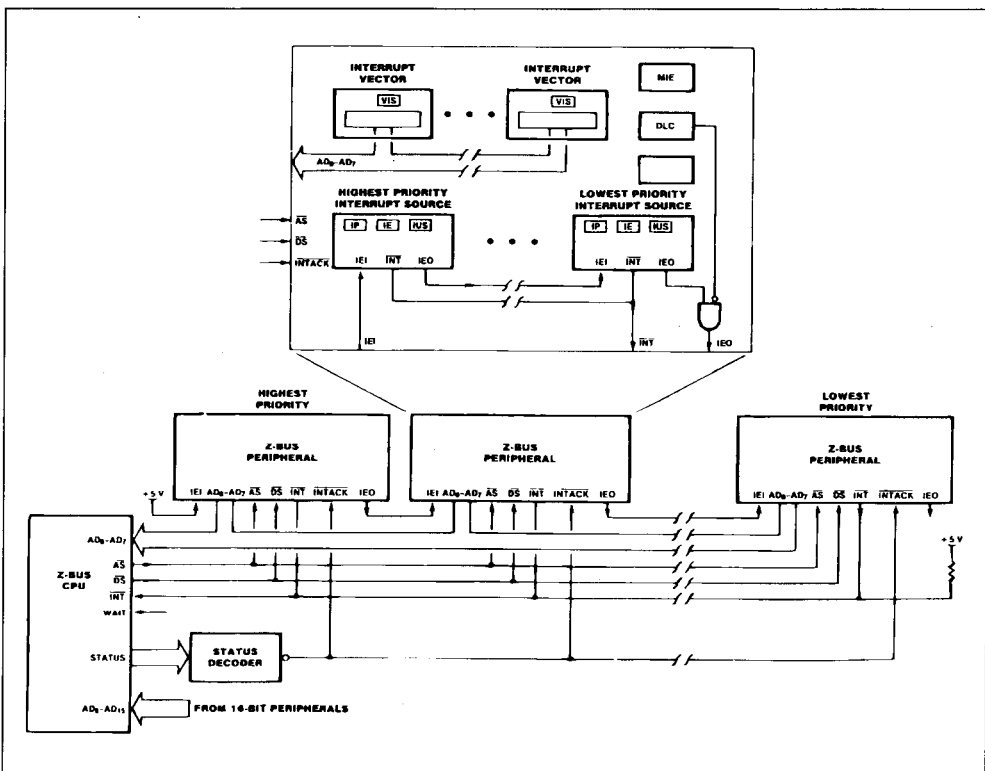 INTERRUPT VECTOR
INTERRUPT VECTOR
MIE
VIS
VIS
DLC
AD₀-AD₇
HIGHEST PRIORITY INTERRUPT SOURCE
LOWEST PRIORITY INTERRUPT SOURCE
AS
IP IE IUS
IP IE IUS
DS
INTACK
IEI INT IEO
IEI INT IEO
IEI
INT
IEO
HIGHEST PRIORITY
LOWEST PRIORITY
Z-BUS PERIPHERAL
Z-BUS PERIPHERAL
Z-BUS PERIPHERAL
+5 V
IEI AD₀-AD₇ AS DS INT INTACK IEO
IEI AD₀-AD₇ AS DS INT INTACK IEO
IEI AD₀-AD₇ AS DS INT INTACK IEO
+5 V
AD₀-AD₇
AS
Z-BUS CPU
DS
INT
WAIT
STATUS
STATUS DECODER
AD₈-AD₁₅
FROM 16-BIT PERIPHERALS